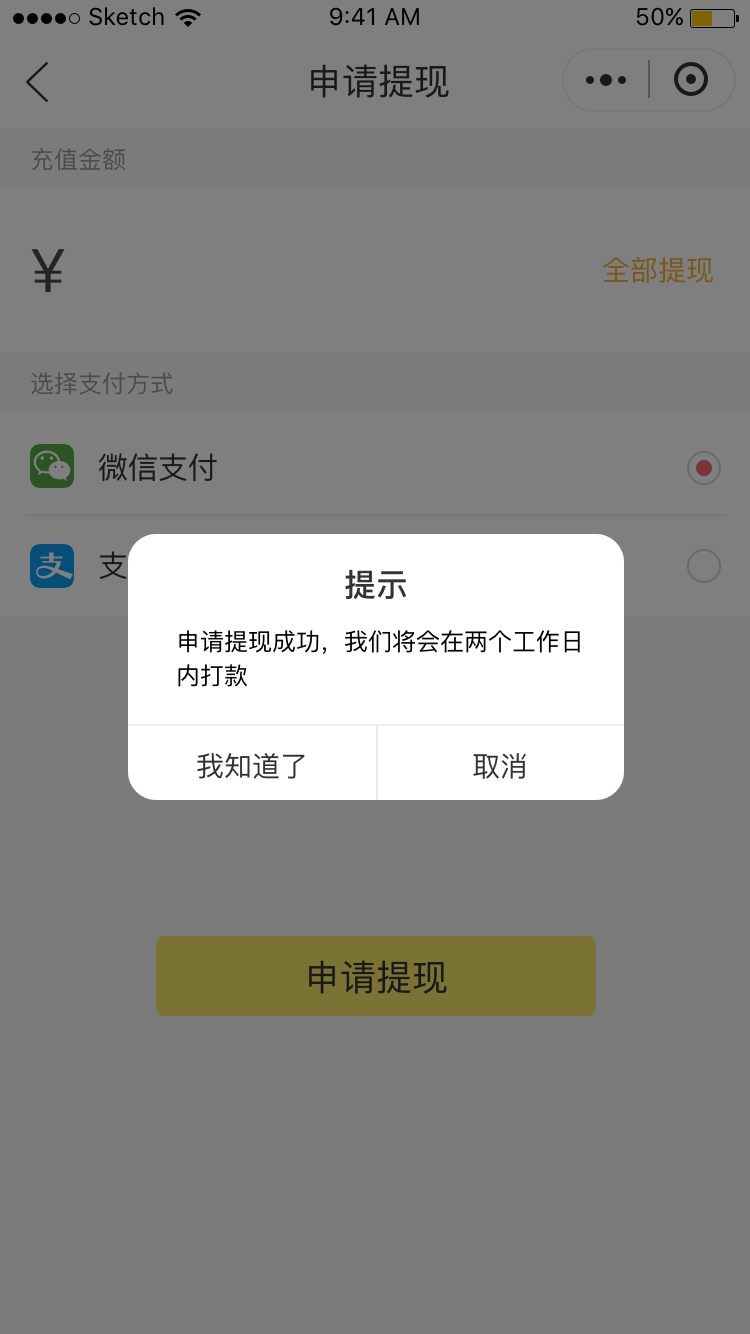 Sketch 9:41 AM 50%
申请提现
充值金额
¥ 全部提现
选择支付方式
微信支付
支
提示
申请提现成功，我们将会在两个工作日
内打款
我知道了 取消
申请提现